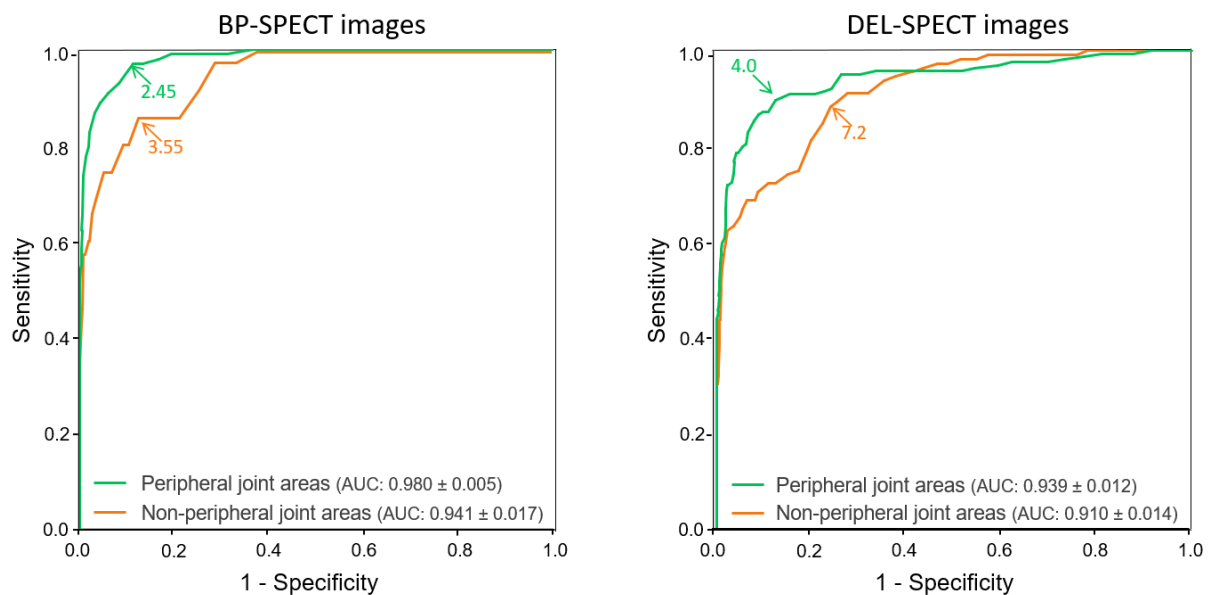 BP-SPECT images
1.0
0.8
0.6
0.4
0.2
0.0
Sensitivity
2.45
3.55
Peripheral joint areas (AUC: 0.980 ± 0.005)
Non-peripheral joint areas (AUC: 0.941 ± 0.017)
0.0 0.2 0.4 0.6 0.8 1.0
1 - Specificity
DEL-SPECT images
1.0
0.8
0.6
0.4
0.2
0.0
Sensitivity
4.0
7.2
Peripheral joint areas (AUC: 0.939 ± 0.012)
Non-peripheral joint areas (AUC: 0.910 ± 0.014)
0.0 0.2 0.4 0.6 0.8 1.0
1 - Specificity